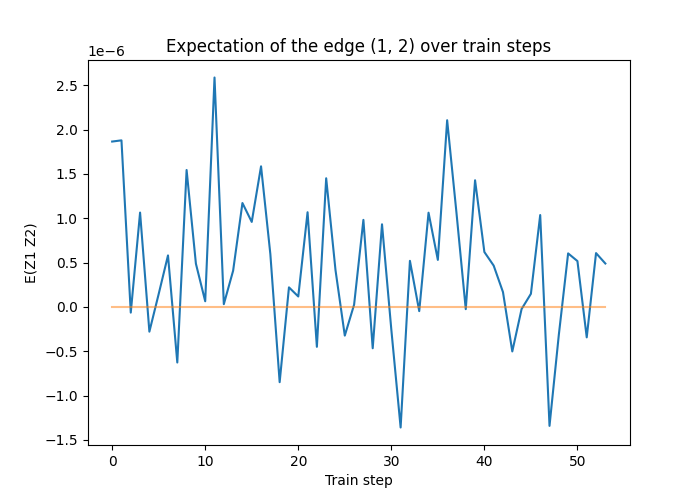 Expectation of the edge (1, 2) over train steps
1e−6
2.5
2.0
1.5
1.0
0.5
0.0
−0.5
−1.0
−1.5
E(Z1 Z2)
0 10 20 30 40 50
Train step